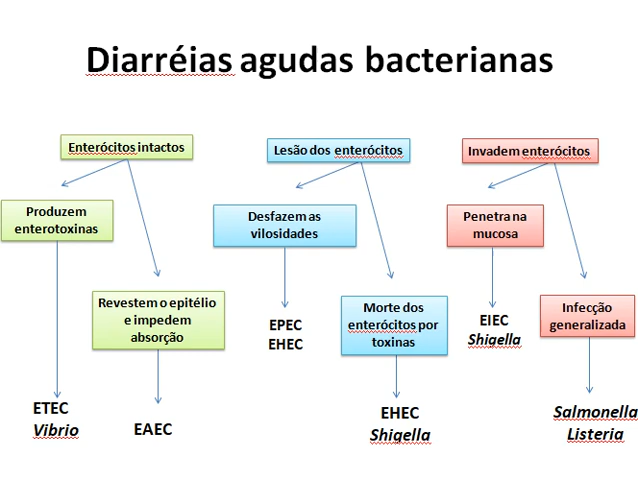 Diarréias agudas bacterianas
Enterócitos intactos
Lesão dos enterócitos
Invadem enterócitos
Produzem
enterotoxinas
Desfazem as
vilosidades
Penetra na
mucosa
Revestem o epitélio
e impedem
absorção
EPEC
EHEC
Morte dos
enterócitos por
toxinas
EIEC
Shigella
Infecção
generalizada
ETEC
Vibrio
EAEC
EHEC
Shigella
Salmonella
Listeria